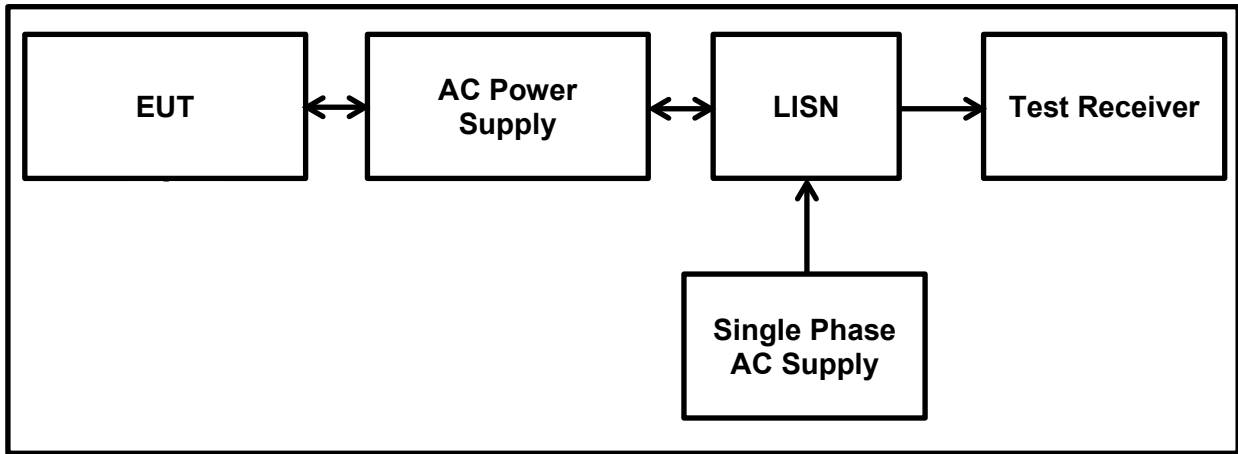 EUT
AC Power
Supply
LISN
Test Receiver
Single Phase
AC Supply